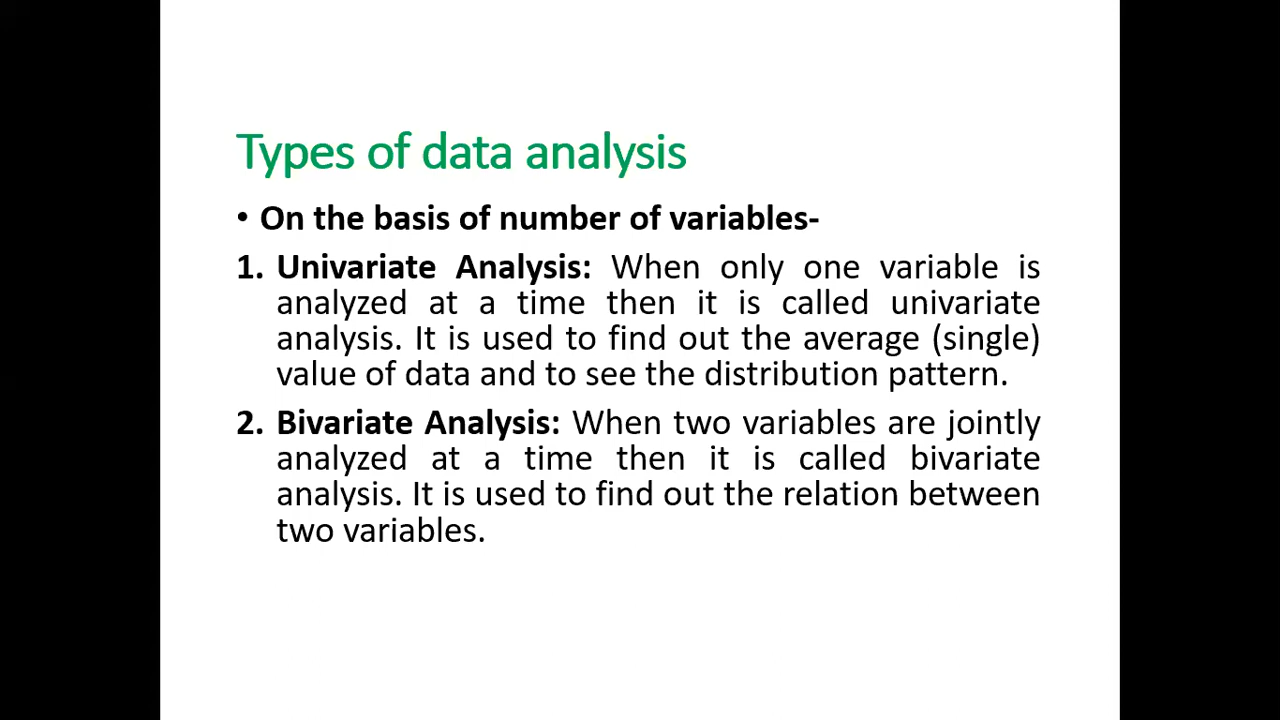 Types of data analysis
• On the basis of number of variables-
1. Univariate Analysis: When only one variable is
analyzed at a time then it is called univariate
analysis. It is used to find out the average (single)
value of data and to see the distribution pattern.
2. Bivariate Analysis: When two variables are jointly
analyzed at a time then it is called bivariate
analysis. It is used to find out the relation between
two variables.